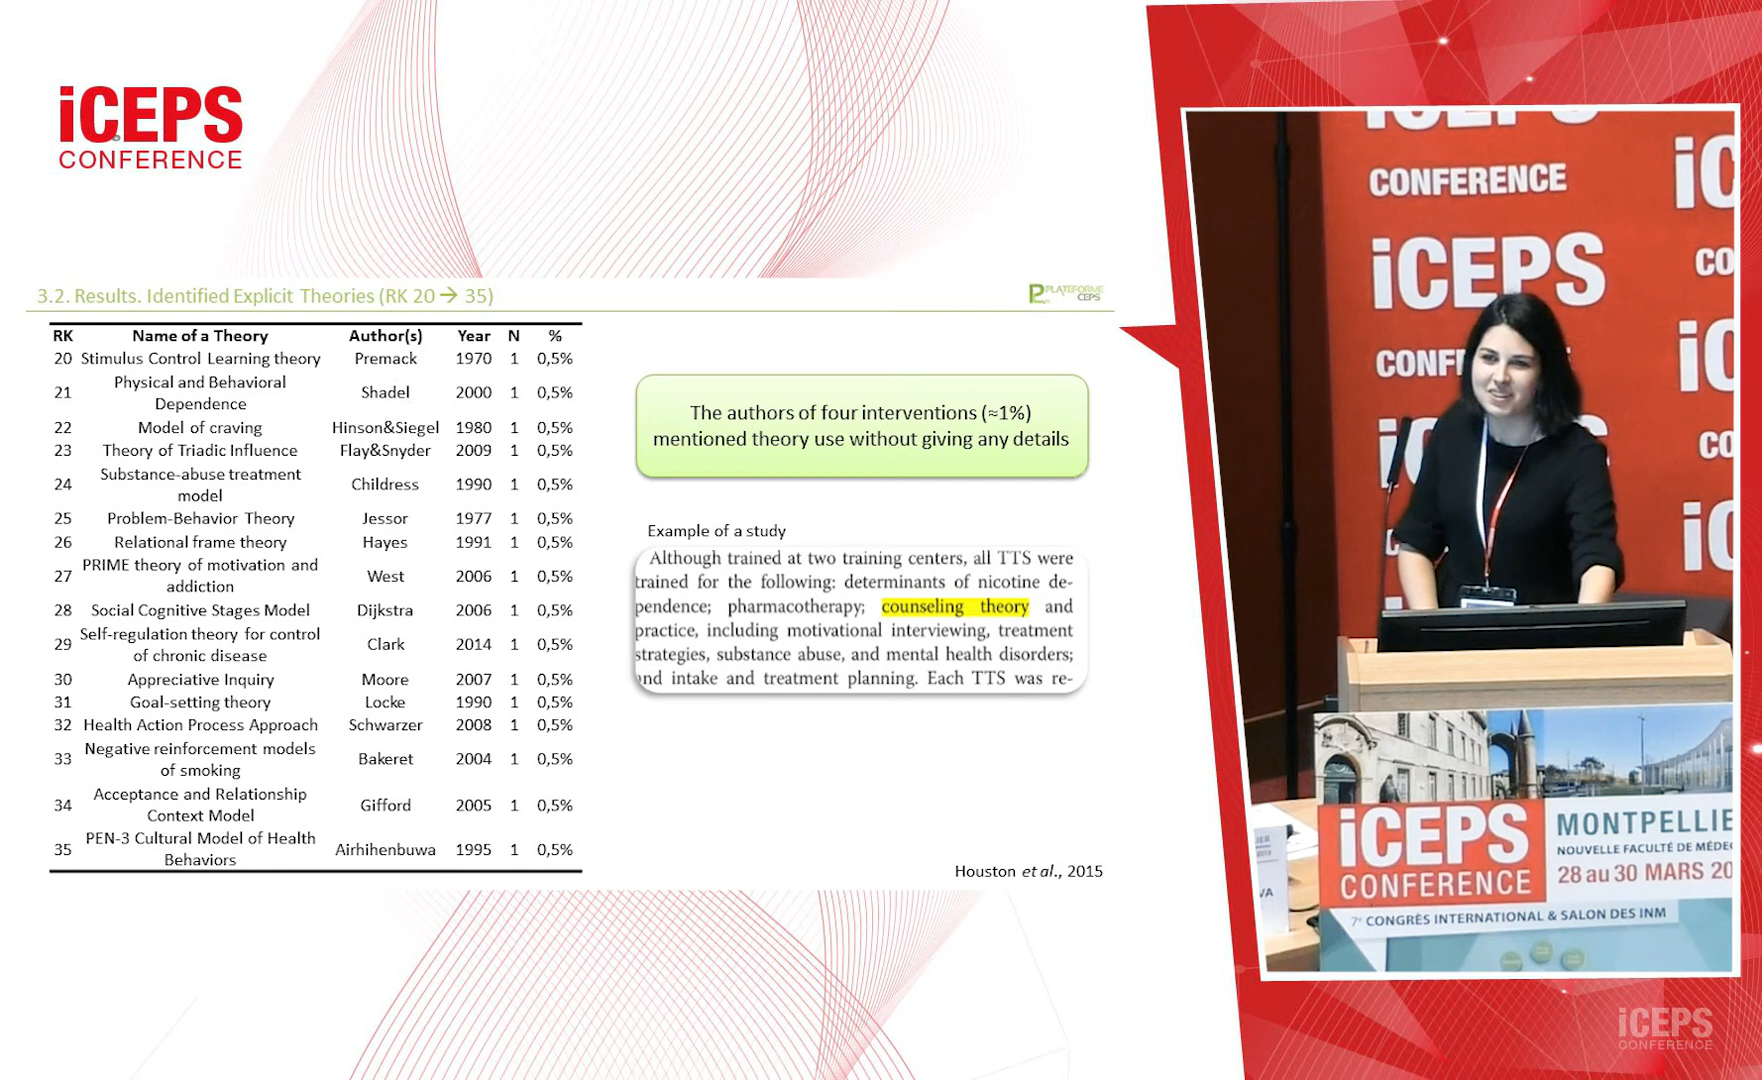 iCEPS
CONFERENCE
3.2. Results. Identified Explicit Theories (RK 20 → 35)
PLATEFORME
CEPS
RK Name of a Theory Author(s) Year N %
20 Stimulus Control Learning theory Premack 1970 1 0,5%
21 Physical and Behavioral Dependence Shadel 2000 1 0,5%
22 Model of craving Hinson&Siegel 1980 1 0,5%
23 Theory of Triadic Influence Flay&Snyder 2009 1 0,5%
24 Substance-abuse treatment model Childress 1990 1 0,5%
25 Problem-Behavior Theory Jessor 1977 1 0,5%
26 Relational frame theory Hayes 1991 1 0,5%
27 PRIME theory of motivation and addiction West 2006 1 0,5%
28 Social Cognitive Stages Model Dijkstra 2006 1 0,5%
29 Self-regulation theory for control of chronic disease Clark 2014 1 0,5%
30 Appreciative Inquiry Moore 2007 1 0,5%
31 Goal-setting theory Locke 1990 1 0,5%
32 Health Action Process Approach Schwarzer 2008 1 0,5%
33 Negative reinforcement models of smoking Bakeret 2004 1 0,5%
34 Acceptance and Relationship Context Model Gifford 2005 1 0,5%
35 PEN-3 Cultural Model of Health Behaviors Airhihenbuwa 1995 1 0,5%
The authors of four interventions (≈1%)
mentioned theory use without giving any details
Example of a study
Although trained at two training centers, all TTS were
trained for the following: determinants of nicotine de-
pendence; pharmacotherapy; counseling theory and
practice, including motivational interviewing, treatment
strategies, substance abuse, and mental health disorders;
and intake and treatment planning. Each TTS was re-
Houston et al., 2015
iCEPS
CONFERENCE
iC
iCEPS
CO
CONF
iC
CO
iC
iCEPS
CONFERENCE
MONTPELLIE
NOUVELLE FACULTÉ DE MÉDE
28 au 30 MARS 20
7e CONGRÈS INTERNATIONAL & SALON DES INM
iCEPS
CONFERENCE